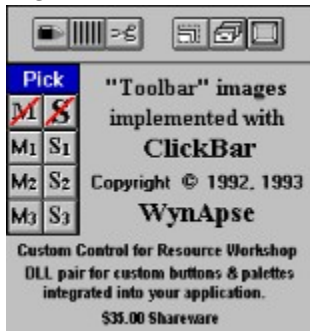 Pick
M S
M1 S1
M2 S2
M3 S3
"Toolbar" images
implemented with
ClickBar
Copyright © 1992, 1993
WynApse
Custom Control for Resource Workshop
DLL pair for custom buttons & palettes
integrated into your application.
$35.00 Shareware